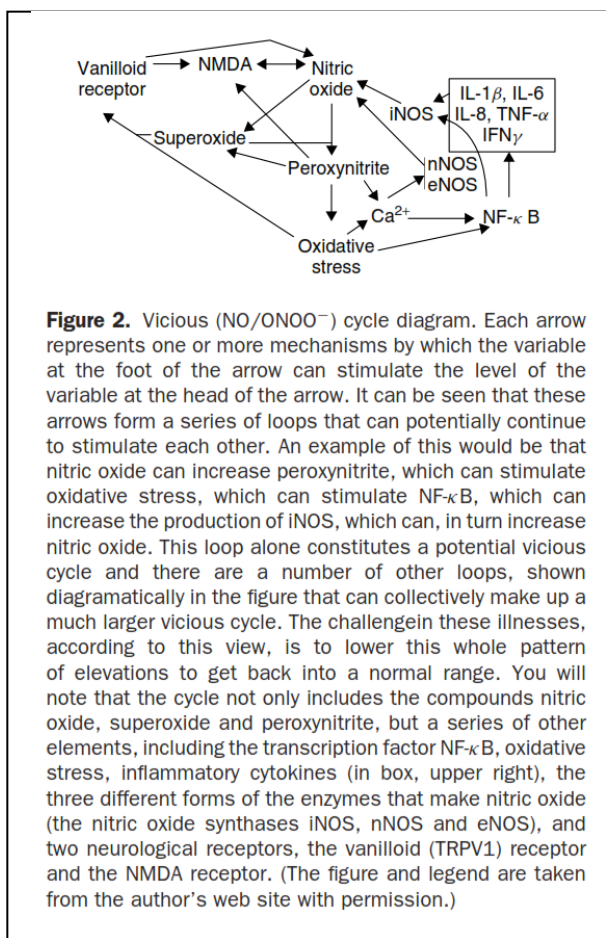 Vanilloid receptor
NMDA
Nitric oxide
iNOS
IL-1β, IL-6
IL-8, TNF-α
IFNγ
Superoxide
Peroxynitrite
nNOS
eNOS
Ca²⁺
NF-κ B
Oxidative stress
Figure 2. Vicious (NO/ONOO⁻) cycle diagram. Each arrow
represents one or more mechanisms by which the variable
at the foot of the arrow can stimulate the level of the
variable at the head of the arrow. It can be seen that these
arrows form a series of loops that can potentially continue
to stimulate each other. An example of this would be that
nitric oxide can increase peroxynitrite, which can stimulate
oxidative stress, which can stimulate NF-κB, which can
increase the production of iNOS, which can, in turn increase
nitric oxide. This loop alone constitutes a potential vicious
cycle and there are a number of other loops, shown
diagramatically in the figure that can collectively make up a
much larger vicious cycle. The challengein these illnesses,
according to this view, is to lower this whole pattern
of elevations to get back into a normal range. You will
note that the cycle not only includes the compounds nitric
oxide, superoxide and peroxynitrite, but a series of other
elements, including the transcription factor NF-κB, oxidative
stress, inflammatory cytokines (in box, upper right), the
three different forms of the enzymes that make nitric oxide
(the nitric oxide synthases iNOS, nNOS and eNOS), and
two neurological receptors, the vanilloid (TRPV1) receptor
and the NMDA receptor. (The figure and legend are taken
from the author's web site with permission.)